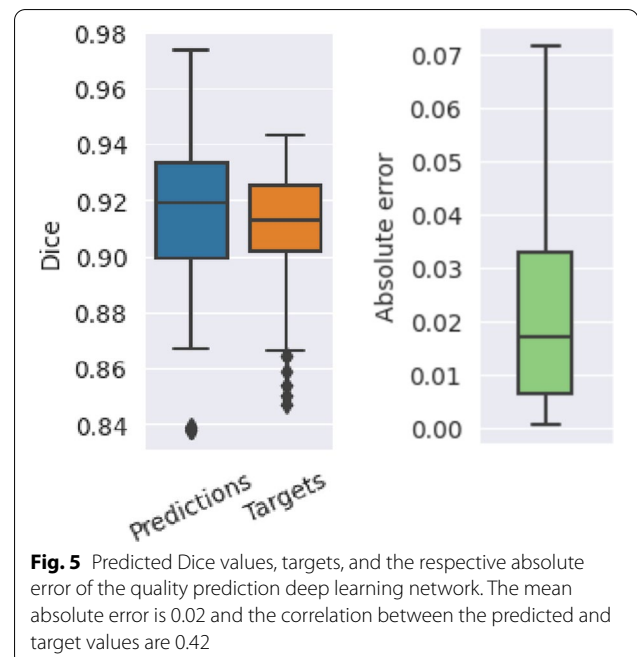 0.98
0.96
0.94
0.92
0.90
0.88
0.86
0.84
Dice
Predictions
Targets
0.07
0.06
0.05
0.04
0.03
0.02
0.01
0.00
Absolute error
Fig. 5 Predicted Dice values, targets, and the respective absolute
error of the quality prediction deep learning network. The mean
absolute error is 0.02 and the correlation between the predicted and
target values are 0.42